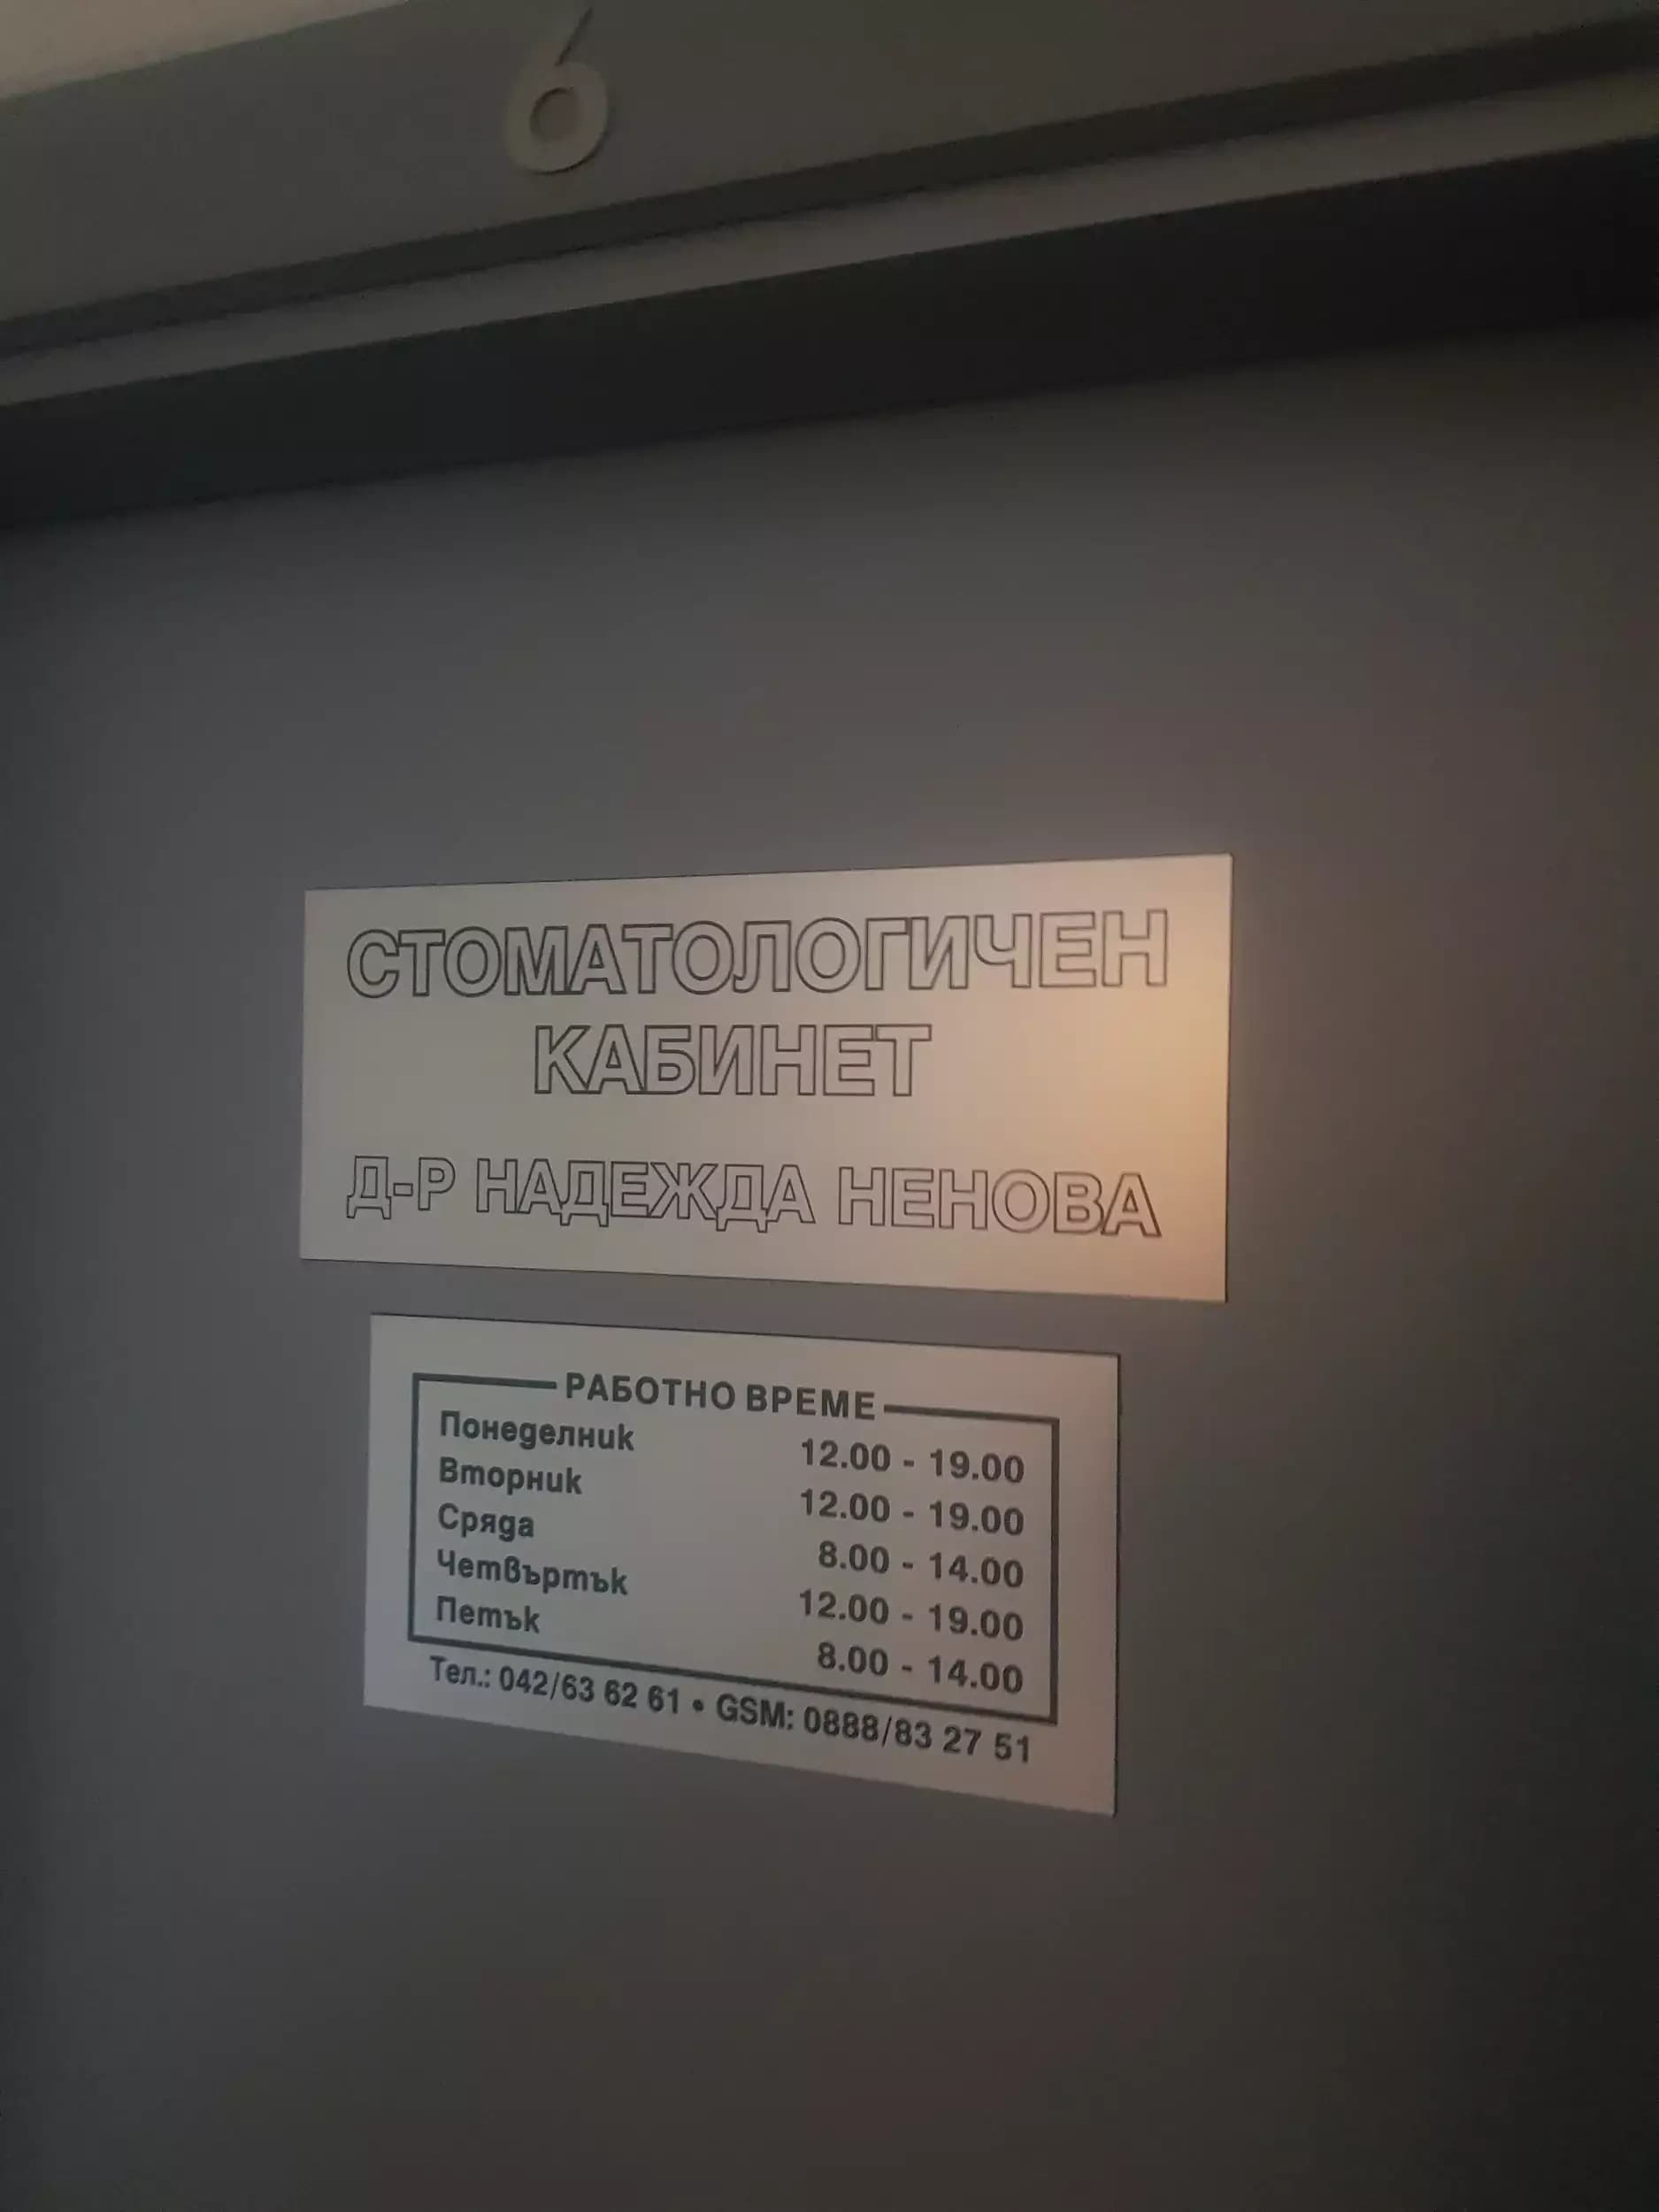 6
СТОМАТОЛОГИЧЕН
КАБИНЕТ
Д-Р НАДЕЖДА НЕНОВА
РАБОТНО ВРЕМЕ
Понеделник 12.00 - 19.00
Вторник 12.00 - 19.00
Сряда 8.00 - 14.00
Четвъртък 12.00 - 19.00
Петък 8.00 - 14.00
Тел.: 042/63 62 61 • GSM: 0888/83 27 51